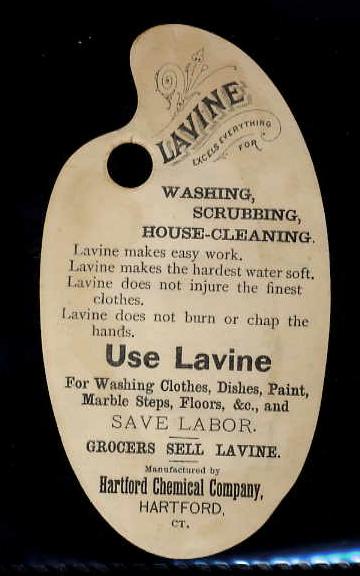 LAVINE
EXCELS EVERYTHING
FOR
WASHING,
SCRUBBING,
HOUSE-CLEANING.
Lavine makes easy work.
Lavine makes the hardest water soft.
Lavine does not injure the finest
clothes.
Lavine does not burn or chap the
hands.
Use Lavine
For Washing Clothes, Dishes, Paint,
Marble Steps, Floors, &c., and
SAVE LABOR.
GROCERS SELL LAVINE.
Manufactured by
Hartford Chemical Company,
HARTFORD,
CT.